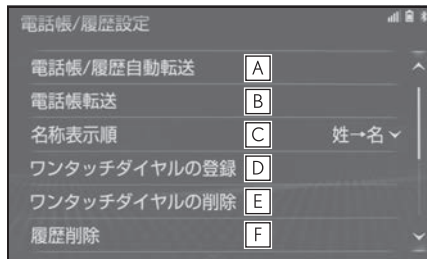 電話帳/履歴設定
電話帳/履歴自動転送 A
電話帳転送 B
名称表示順 C 姓→名
ワンタッチダイヤルの登録 D
ワンタッチダイヤルの削除 E
履歴削除 F